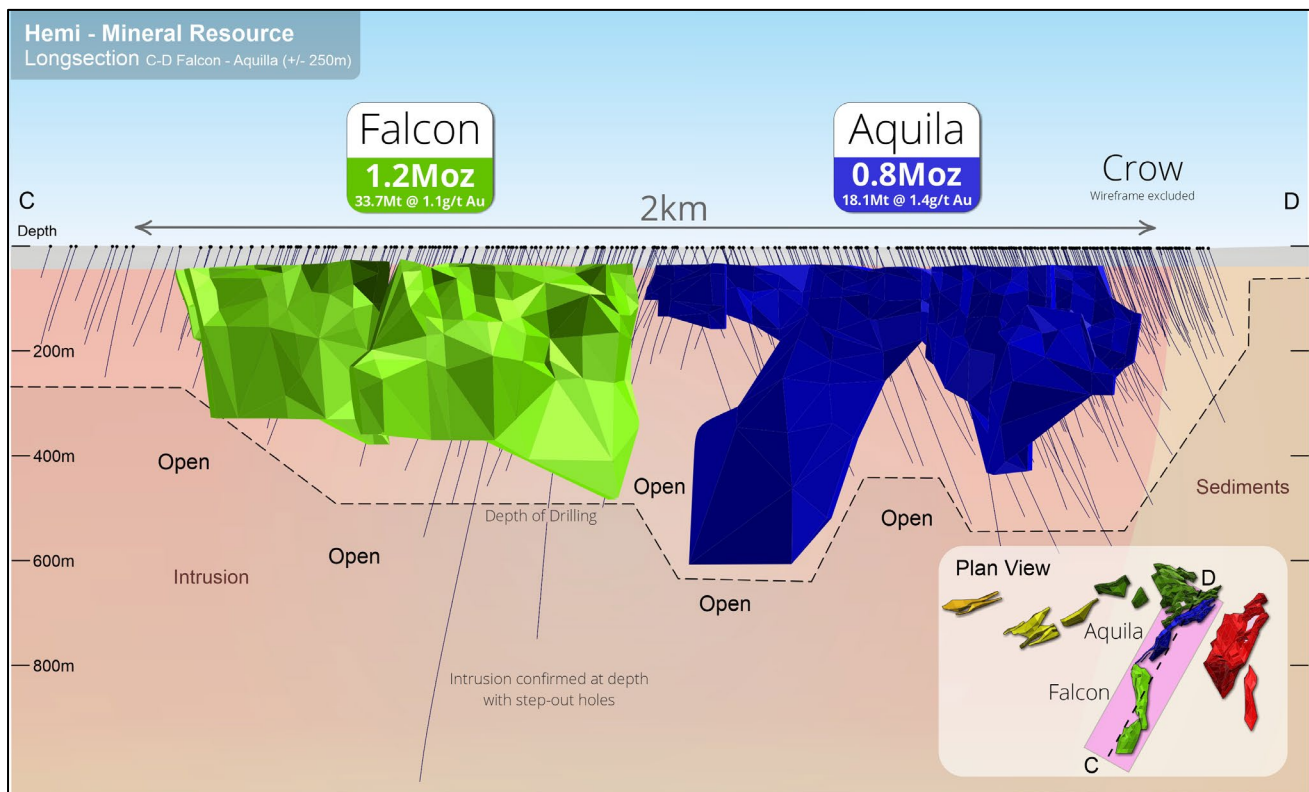 Hemi - Mineral Resource
Longsection C-D Falcon - Aquilla (+/- 250m)
Falcon
1.2Moz
33.7Mt @ 1.1g/t Au
Aquila
0.8Moz
18.1Mt @ 1.4g/t Au
Crow
Wireframe excluded
C
D
2km
Depth
200m
400m
600m
800m
Open
Open
Open
Open
Open
Depth of Drilling
Intrusion
Sediments
Intrusion confirmed at depth
with step-out holes
Plan View
D
Aquila
Falcon
C